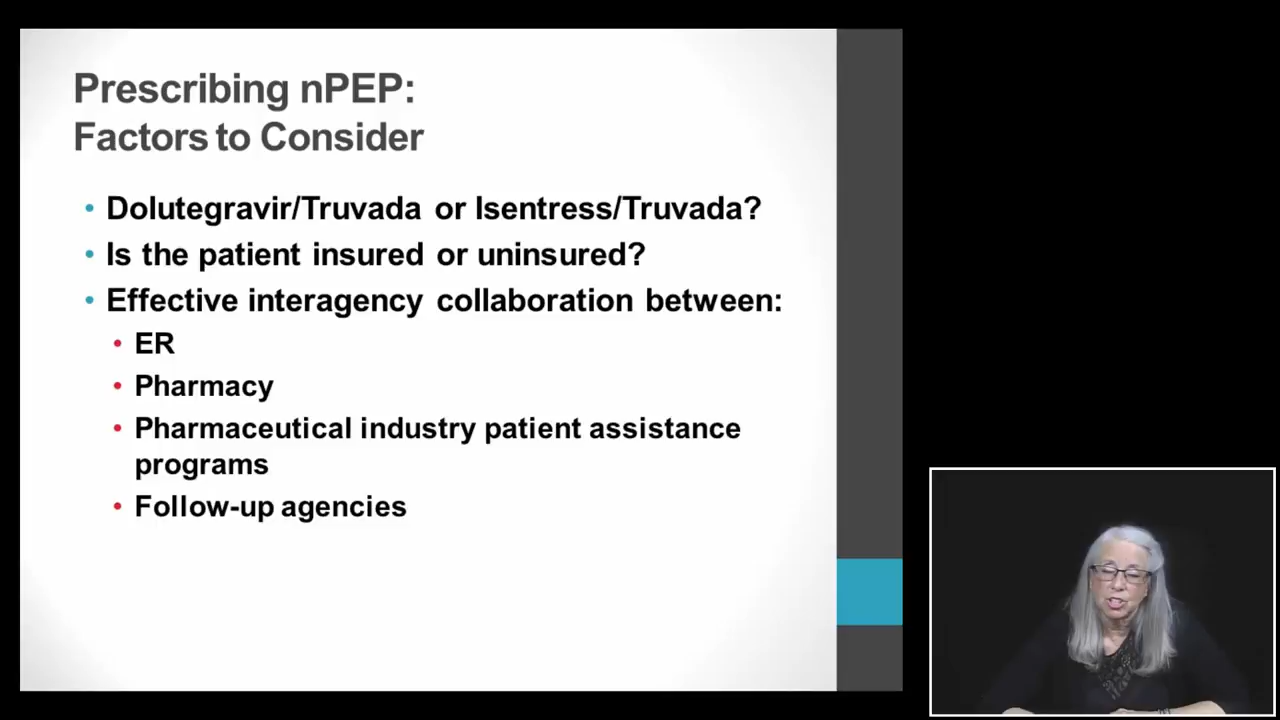 Prescribing nPEP:
Factors to Consider
• Dolutegravir/Truvada or Isentress/Truvada?
• Is the patient insured or uninsured?
• Effective interagency collaboration between:
• ER
• Pharmacy
• Pharmaceutical industry patient assistance
programs
• Follow-up agencies